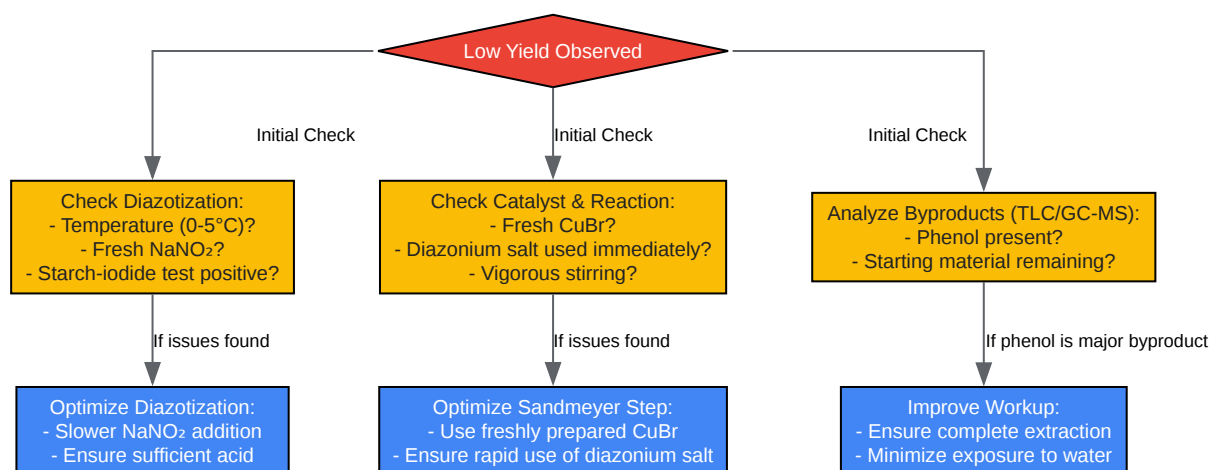 Low Yield Observed
Initial Check
Initial Check
Initial Check
Check Diazotization:
- Temperature (0-5°C)?
- Fresh NaNO₂?
- Starch-iodide test positive?
Check Catalyst & Reaction:
- Fresh CuBr?
- Diazonium salt used immediately?
- Vigorous stirring?
Analyze Byproducts (TLC/GC-MS):
- Phenol present?
- Starting material remaining?
If issues found
If issues found
If phenol is major byproduct
Optimize Diazotization:
- Slower NaNO₂ addition
- Ensure sufficient acid
Optimize Sandmeyer Step:
- Use freshly prepared CuBr
- Ensure rapid use of diazonium salt
Improve Workup:
- Ensure complete extraction
- Minimize exposure to water